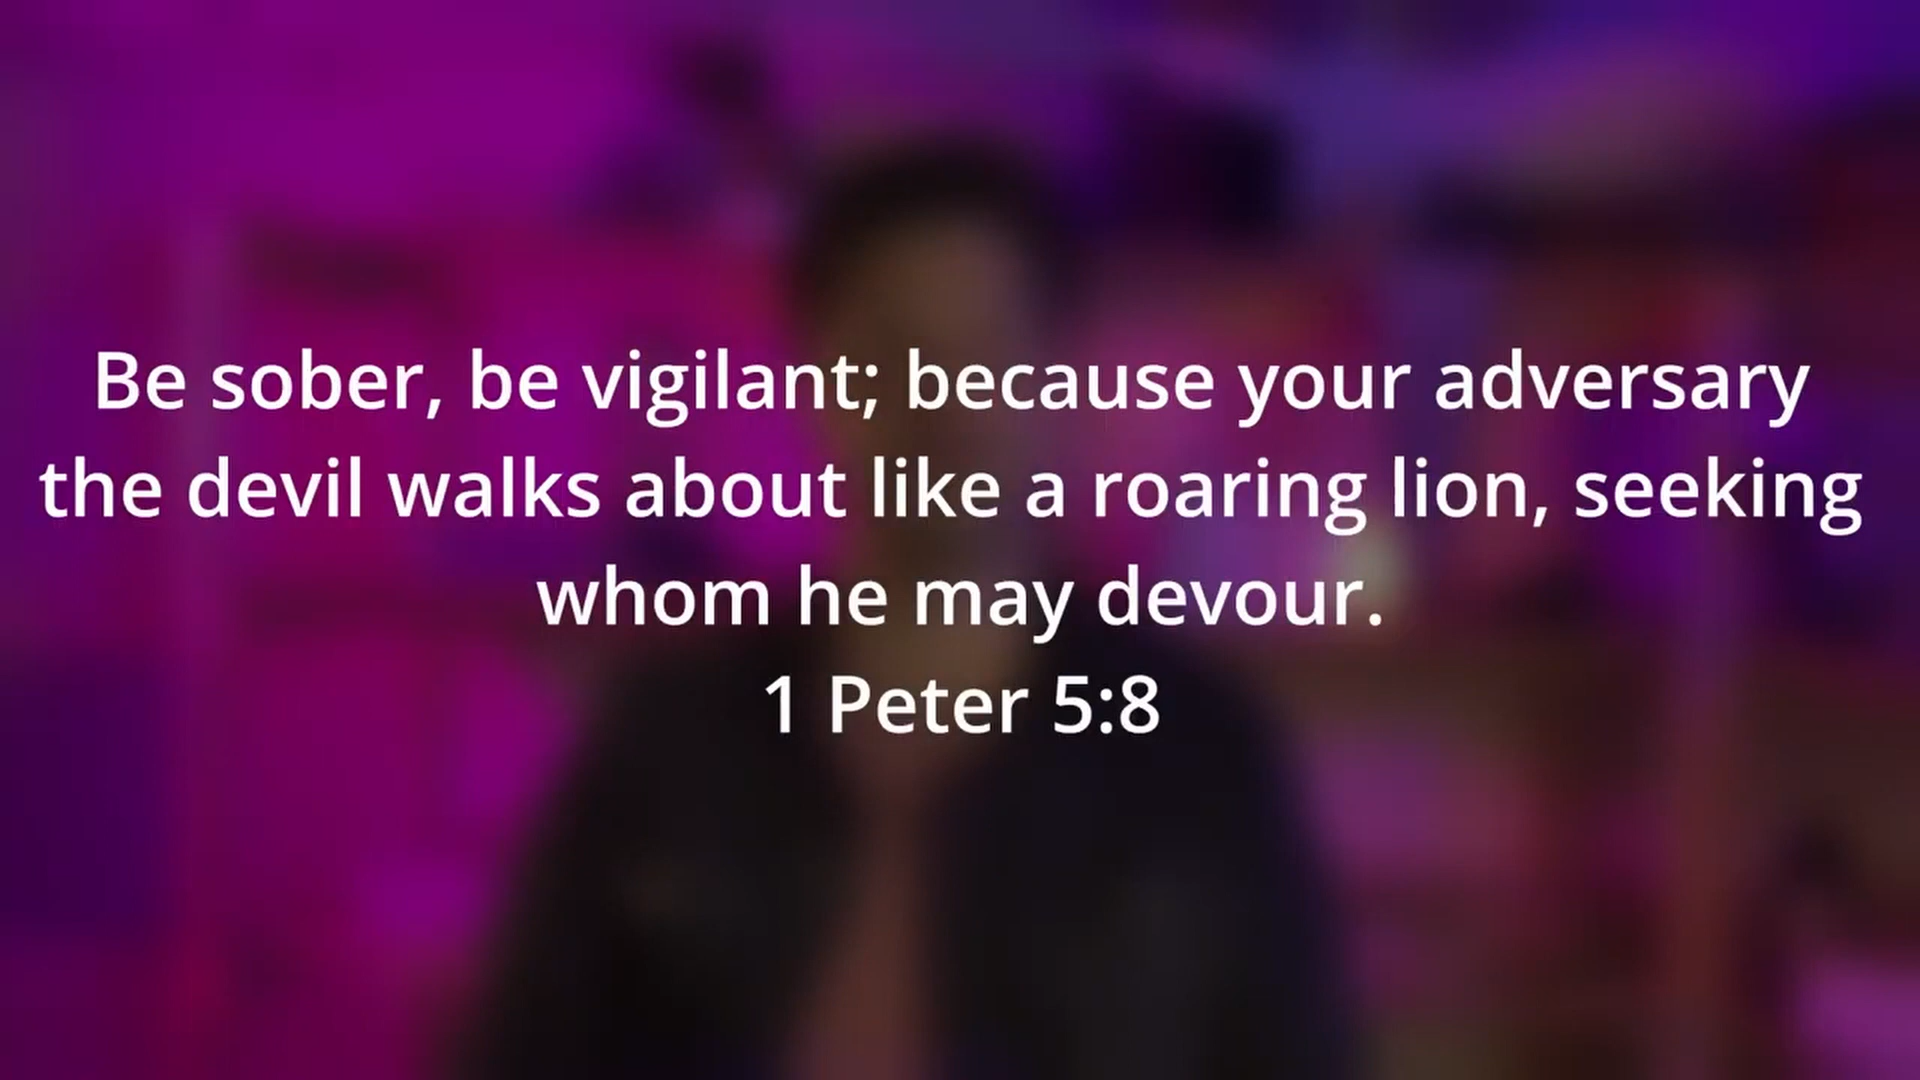 Be sober, be vigilant; because your adversary
the devil walks about like a roaring lion, seeking
whom he may devour.
1 Peter 5:8